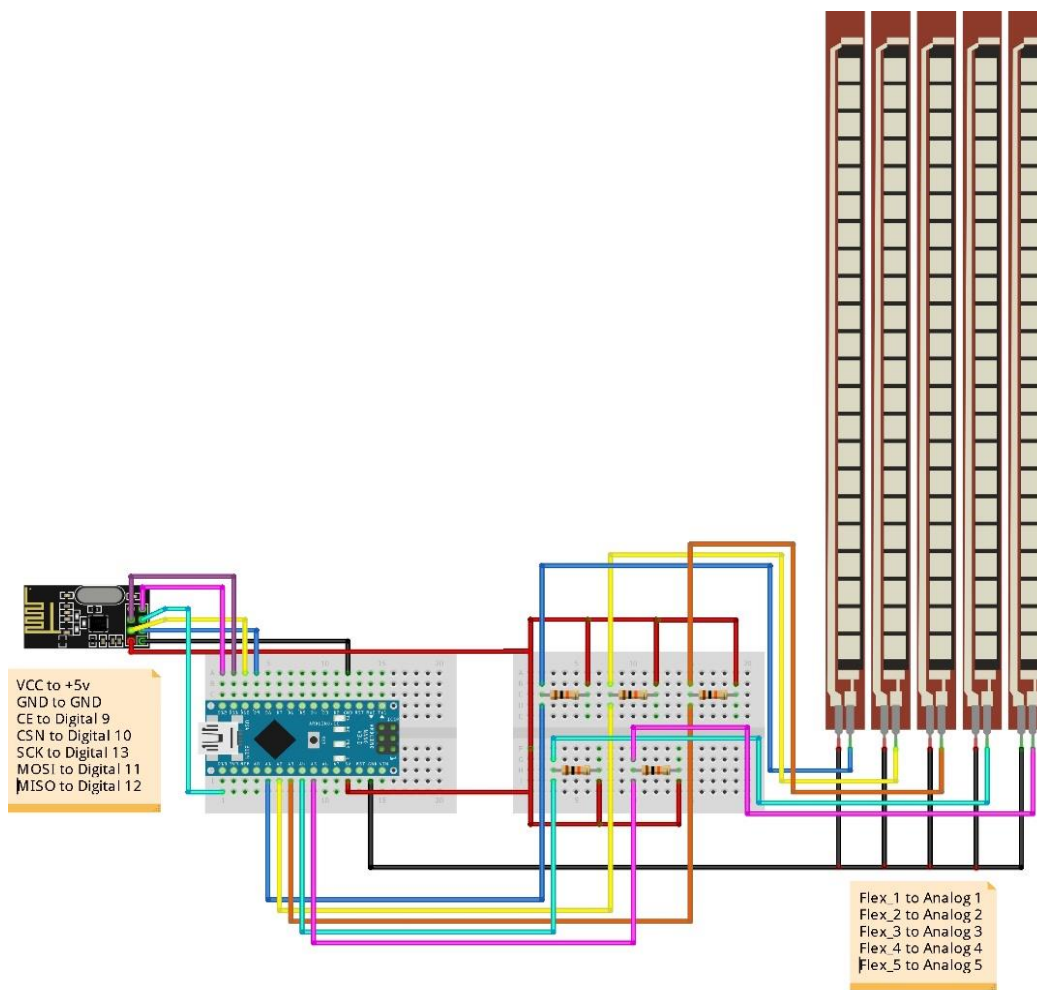 VCC to +5v
GND to GND
CE to Digital 9
CSN to Digital 10
SCK to Digital 13
MOSI to Digital 11
MISO to Digital 12
Flex_1 to Analog 1
Flex_2 to Analog 2
Flex_3 to Analog 3
Flex_4 to Analog 4
Flex_5 to Analog 5